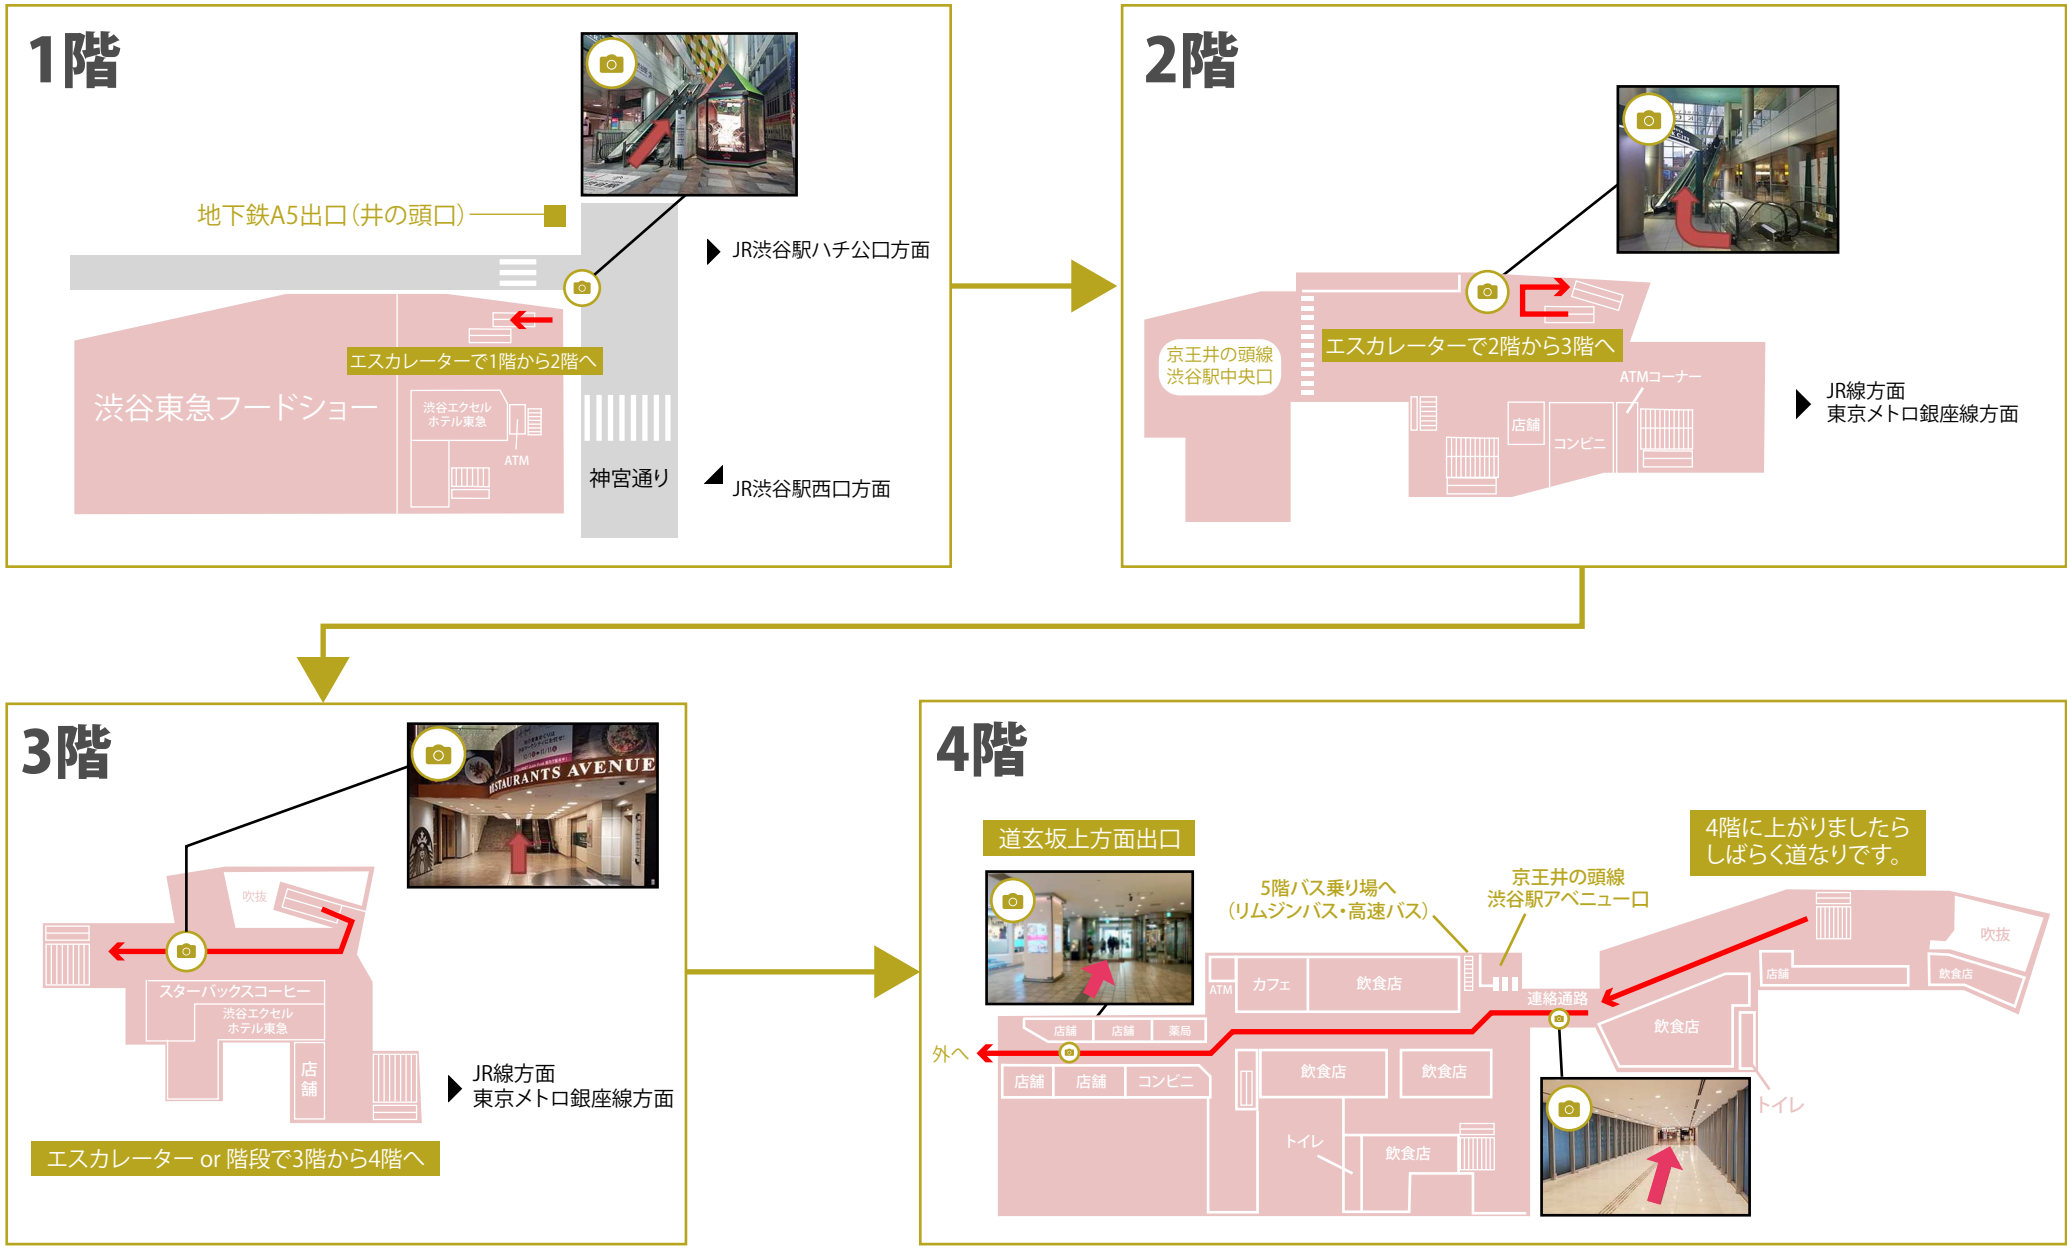 1階
地下鉄A5出口（井の頭口）
JR渋谷駅ハチ公口方面
エスカレーターで1階から2階へ
渋谷東急フードショー
渋谷エクセル
ホテル東急
ATM
神宮通り
JR渋谷駅西口方面
2階
京王井の頭線
渋谷駅中央口
エスカレーターで2階から3階へ
ATMコーナー
店舗
コンビニ
JR線方面
東京メトロ銀座線方面
3階
RESTAURANTS AVENUE
吹抜
スターバックスコーヒー
渋谷エクセル
ホテル東急
店舗
JR線方面
東京メトロ銀座線方面
エスカレーター or 階段で3階から4階へ
4階
道玄坂上方面出口
4階に上がりましたら
しばらく道なりです。
5階バス乗り場へ
（リムジンバス・高速バス）
京王井の頭線
渋谷駅アベニュー口
吹抜
店舗
飲食店
ATM
カフェ
飲食店
連絡通路
飲食店
店舗
店舗
薬局
外へ
店舗
店舗
コンビニ
飲食店
飲食店
トイレ
トイレ
飲食店